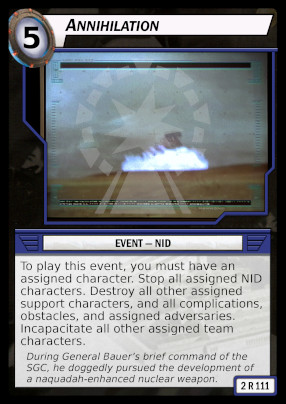 5
ANNIHILATION
EVENT — NID
To play this event, you must have an
assigned character. Stop all assigned NID
characters. Destroy all other assigned
support characters, and all complications,
obstacles, and assigned adversaries.
Incapacitate all other assigned team
characters.
During General Bauer's brief command of the
SGC, he doggedly pursued the development of
a naquadah-enhanced nuclear weapon.
2 R 111